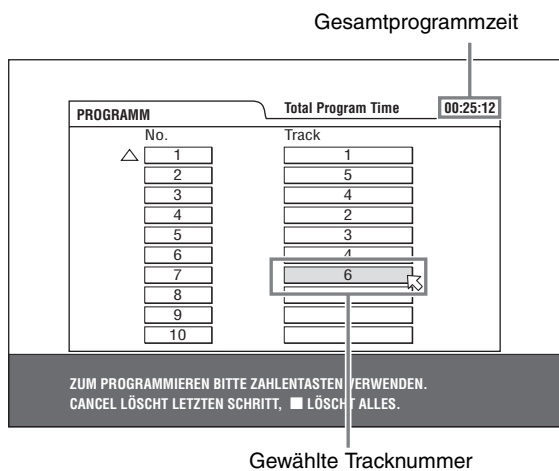 Gesamtprogrammzeit
PROGRAMM Total Program Time 00:25:12
No. Track
1 1
2 5
3 4
4 2
5 3
6 4
7 6
8
9
10
ZUM PROGRAMMIEREN BITTE ZAHLENTASTEN VERWENDEN.
CANCEL LÖSCHT LETZTEN SCHRITT, ■ LÖSCHT ALLES.
Gewählte Tracknummer